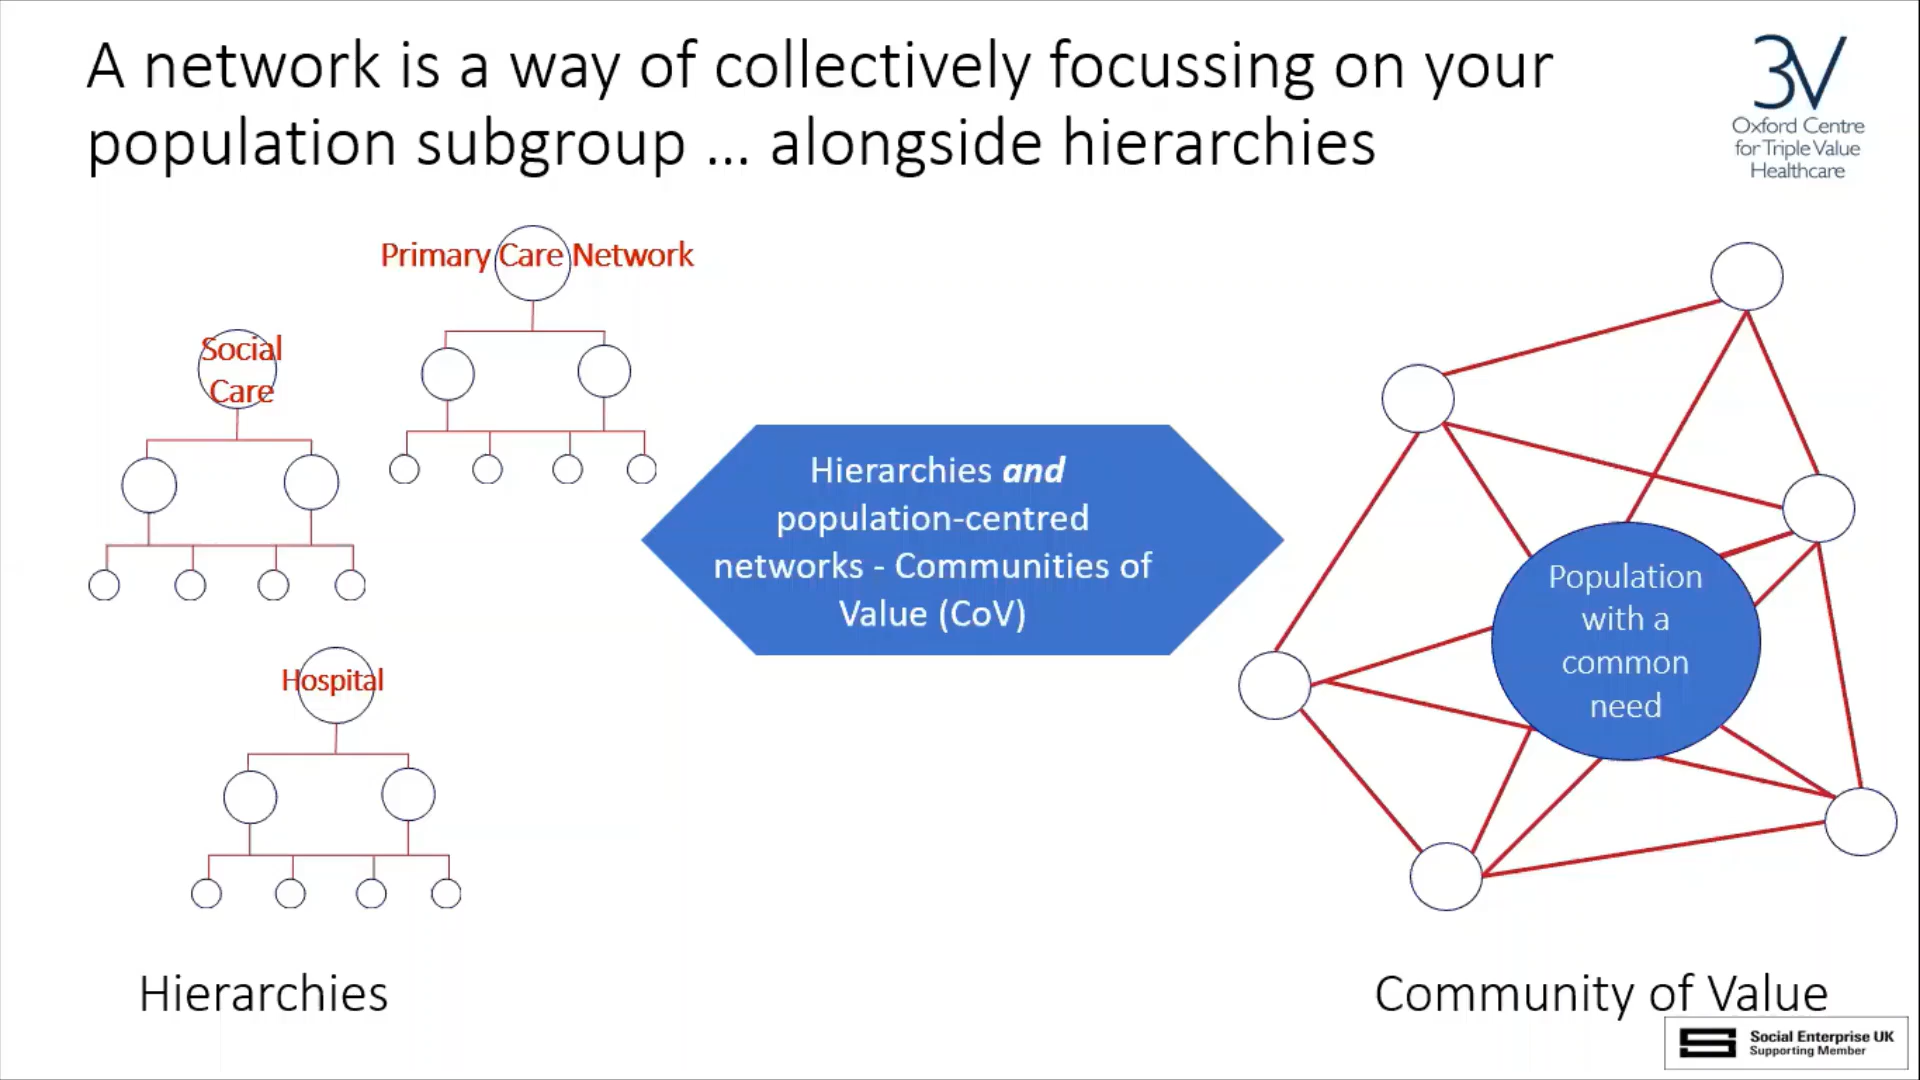 A network is a way of collectively focussing on your
population subgroup ... alongside hierarchies
3V
Oxford Centre
for Triple Value
Healthcare
Primary Care Network
Social
Care
Hospital
Hierarchies and
population-centred
networks - Communities of
Value (CoV)
Population
with a
common
need
Hierarchies
Community of Value
Social Enterprise UK
Supporting Member